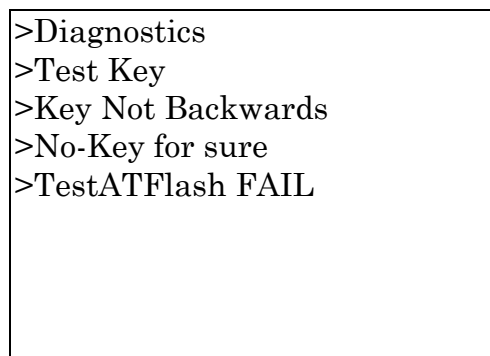 >Diagnostics
>Test Key
>Key Not Backwards
>No-Key for sure
>TestATFlash FAIL